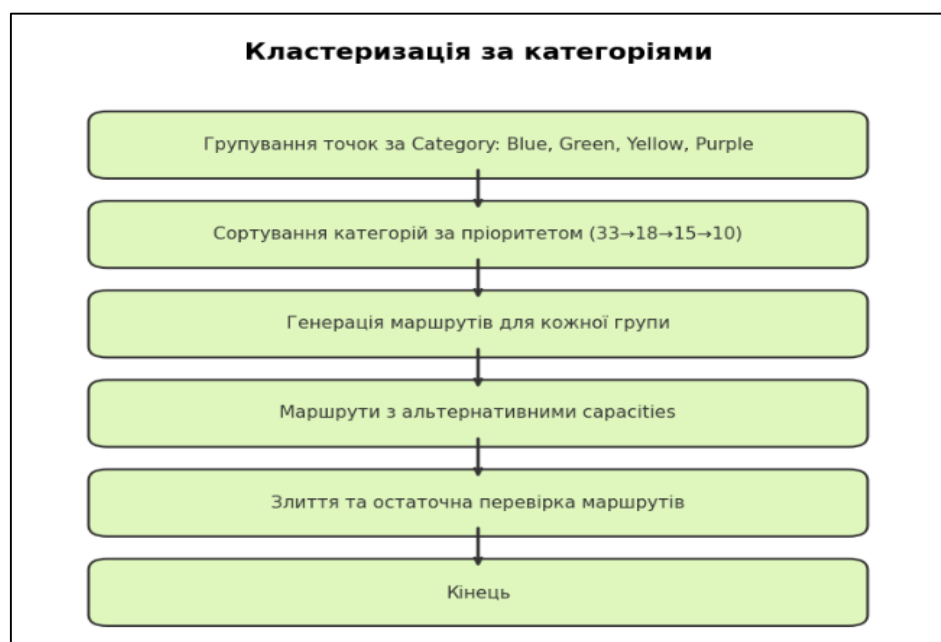 Кластеризація за категоріями
Групування точок за Category: Blue, Green, Yellow, Purple
Сортування категорій за пріоритетом (33→18→15→10)
Генерація маршрутів для кожної групи
Маршрути з альтернативними capacities
Злиття та остаточна перевірка маршрутів
Кінець